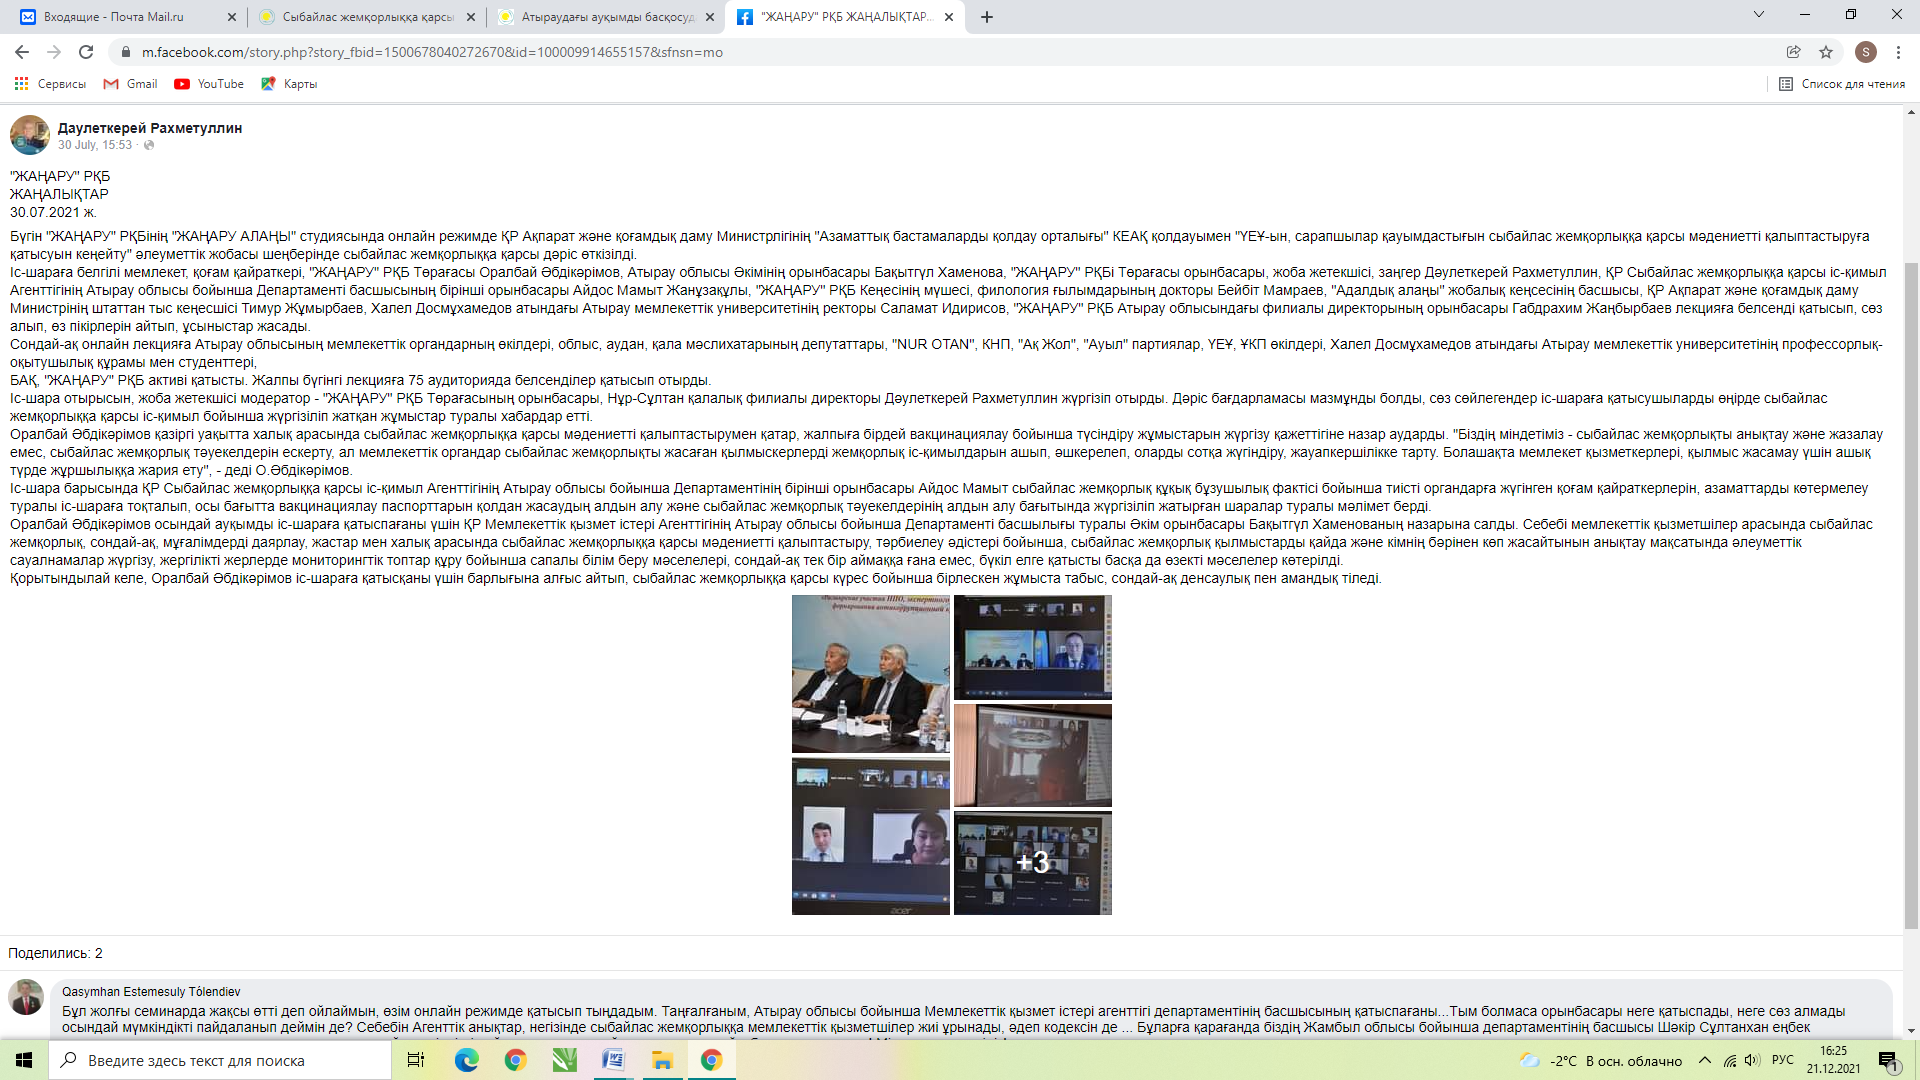 Входящие - Почта Mail.ru
Сыбайлас жемқорлыққа қарсы
Атыраудағы ауқымды басқосуд
"ЖАҢАРУ" РҚБ ЖАҢАЛЫҚТАР...
m.facebook.com/story.php?story_fbid=1500678040272670&id=100009914655157&sfnsn=mo
S
Сервисы
Gmail
YouTube
Карты
Список для чтения
Даулеткерей Рахметуллин
30 July, 15:53 ·
"ЖАҢАРУ" РҚБ
ЖАҢАЛЫҚТАР
30.07.2021 ж.
Бүгін "ЖАҢАРУ" РҚБінің "ЖАҢАРУ АЛАҢЫ" студиясында онлайн режимде ҚР Ақпарат және қоғамдық даму Министрлігінің "Азаматтық бастамаларды қолдау орталығы" КЕАҚ қолдауымен "ҮЕҰ-ын, сарапшылар қауымдастығын сыбайлас жемқорлыққа қарсы мәдениетті қалыптастыруға
қатысуын кеңейту" әлеуметтік жобасы шеңберінде сыбайлас жемқорлыққа қарсы дәріс өткізілді.
Іс-шараға белгілі мемлекет, қоғам қайраткері, "ЖАҢАРУ" РҚБ Төрағасы Оралбай Әбдікәрімов, Атырау облысы Әкімінің орынбасары Бақытгүл Хаменова, "ЖАҢАРУ" РҚБі Төрағасы орынбасары, жоба жетекшісі, заңгер Дәулеткерей Рахметуллин, ҚР Сыбайлас жемқорлыққа қарсы іс-қимыл
Агенттігінің Атырау облысы бойынша Департаменті басшысының бірінші орынбасары Айдос Мамыт Жанұзақұлы, "ЖАҢАРУ" РҚБ Кеңесінің мүшесі, филология ғылымдарының докторы Бейбіт Мамраев, "Адалдық алаңы" жобалық кеңсесінің басшысы, ҚР Ақпарат және қоғамдық даму
Министрінің штаттан тыс кеңесшісі Тимур Жұмырбаев, Халел Досмұхамедов атындағы Атырау мемлекеттік университетінің ректоры Саламат Идирисов, "ЖАҢАРУ" РҚБ Атырау облысындағы филиалы директорының орынбасары Габдрахим Жаңбырбаев лекцияға белсенді қатысып, сөз
алып, өз пікірлерін айтып, ұсыныстар жасады.
Сондай-ақ онлайн лекцияға Атырау облысының мемлекеттік органдарның өкілдері, облыс, аудан, қала мәслихатарының депутаттары, "NUR OTAN", КНП, "Ақ Жол", "Ауыл" партиялар, ҮЕҰ, ҰКП өкілдері, Халел Досмұхамедов атындағы Атырау мемлекеттік университетінің профессорлық-
оқытушылық құрамы мен студенттері,
БАҚ, "ЖАҢАРУ" РҚБ активі қатысты. Жалпы бүгінгі лекцияға 75 аудиторияда белсенділер қатысып отырды.
Іс-шара отырысын, жоба жетекшісі модератор - "ЖАҢАРУ" РҚБ Төрағасының орынбасары, Нұр-Сұлтан қалалық филиалы директоры Дәулеткерей Рахметуллин жүргізіп отырды. Дәріс бағдарламасы мазмұнды болды, сөз сөйлегендер іс-шараға қатысушыларды өңірде сыбайлас
жемқорлыққа қарсы іс-қимыл бойынша жүргізіліп жатқан жұмыстар туралы хабардар етті.
Оралбай Әбдікәрімов қазіргі уақытта халық арасында сыбайлас жемқорлыққа қарсы мәдениетті қалыптастырумен қатар, жалпыға бірдей вакцинациялау бойынша түсіндіру жұмыстарын жүргізу қажеттігіне назар аударды. "Біздің міндетіміз - сыбайлас жемқорлықты анықтау және жазалау
емес, сыбайлас жемқорлық тәуекелдерін ескерту, ал мемлекеттік органдар сыбайлас жемқорлықты жасаған қылмыскерлерді жемқорлық іс-қимылдарын ашып, әшкерелеп, оларды сотқа жүгіндіру, жауапкершілікке тарту. Болашақта мемлекет қызметкерлері, қылмыс жасамау үшін ашық
түрде жұршылыққа жария ету", - деді О.Әбдікәрімов.
Іс-шара барысында ҚР Сыбайлас жемқорлыққа қарсы іс-қимыл Агенттігінің Атырау облысы бойынша Департаментінің бірінші орынбасары Айдос Мамыт сыбайлас жемқорлық құқық бұзушылық фактісі бойынша тиісті органдарға жүгінген қоғам қайраткерлерін, азаматтарды көтермелеу
туралы іс-шараға тоқталып, осы бағытта вакцинациялау паспорттарын қолдан жасаудың алдын алу және сыбайлас жемқорлық тәуекелдерінің алдын алу бағытында жүргізіліп жатырған шаралар туралы мәлімет берді.
Оралбай Әбдікәрімов осындай ауқымды іс-шараға қатыспағаны үшін ҚР Мемлекеттік қызмет істері Агенттігінің Атырау облысы бойынша Департаменті басшылығы туралы Әкім орынбасары Бақытгүл Хаменованың назарына салды. Себебі мемлекеттік қызметшілер арасында сыбайлас
жемқорлық, сондай-ақ, мұғалімдерді даярлау, жастар мен халық арасында сыбайлас жемқорлыққа қарсы мәдениетті қалыптастыру, тәрбиелеу әдістері бойынша, сыбайлас жемқорлық қылмыстарды қайда және кімнің бәрінен көп жасайтынын анықтау мақсатында әлеуметтік
сауалнамалар жүргізу, жергілікті жерлерде мониторингтік топтар құру бойынша сапалы білім беру мәселелері, сондай-ақ тек бір аймаққа ғана емес, бүкіл елге қатысты басқа да өзекті мәселелер көтерілді.
Қорытындылай келе, Оралбай Әбдікәрімов іс-шараға қатысқаны үшін барлығына алғыс айтып, сыбайлас жемқорлыққа қарсы күрес бойынша бірлескен жұмыста табыс, сондай-ақ денсаулық пен амандық тіледі.
«Расширение участия НПО, экспертного
acer
+3
Поделились: 2
Qasymhan Estemesuly Tólendiev
Бұл жолғы семинарда жақсы өтті деп ойлаймын, өзім онлайн режимде қатысып тыңдадым. Таңғалғаным, Атырау облысы бойынша Мемлекеттік қызмет істері агенттігі департаментінің басшысының қатыспағаны...Тым болмаса орынбасары неге қатыспады, неге сөз алмады
осындай мүмкіндікті пайдаланып деймін де? Себебін Агенттік анықтар, негізінде сыбайлас жемқорлыққа мемлекеттік қызметшілер жиі ұрынады, әдеп кодексін де ... Бұларға қарағанда біздің Жамбыл облысы бойынша департаментінің басшысы Шәкір Сұлтанхан еңбек
Введите здесь текст для поиска
-2°C В осн. облачно
РУС
16:25
21.12.2021
1